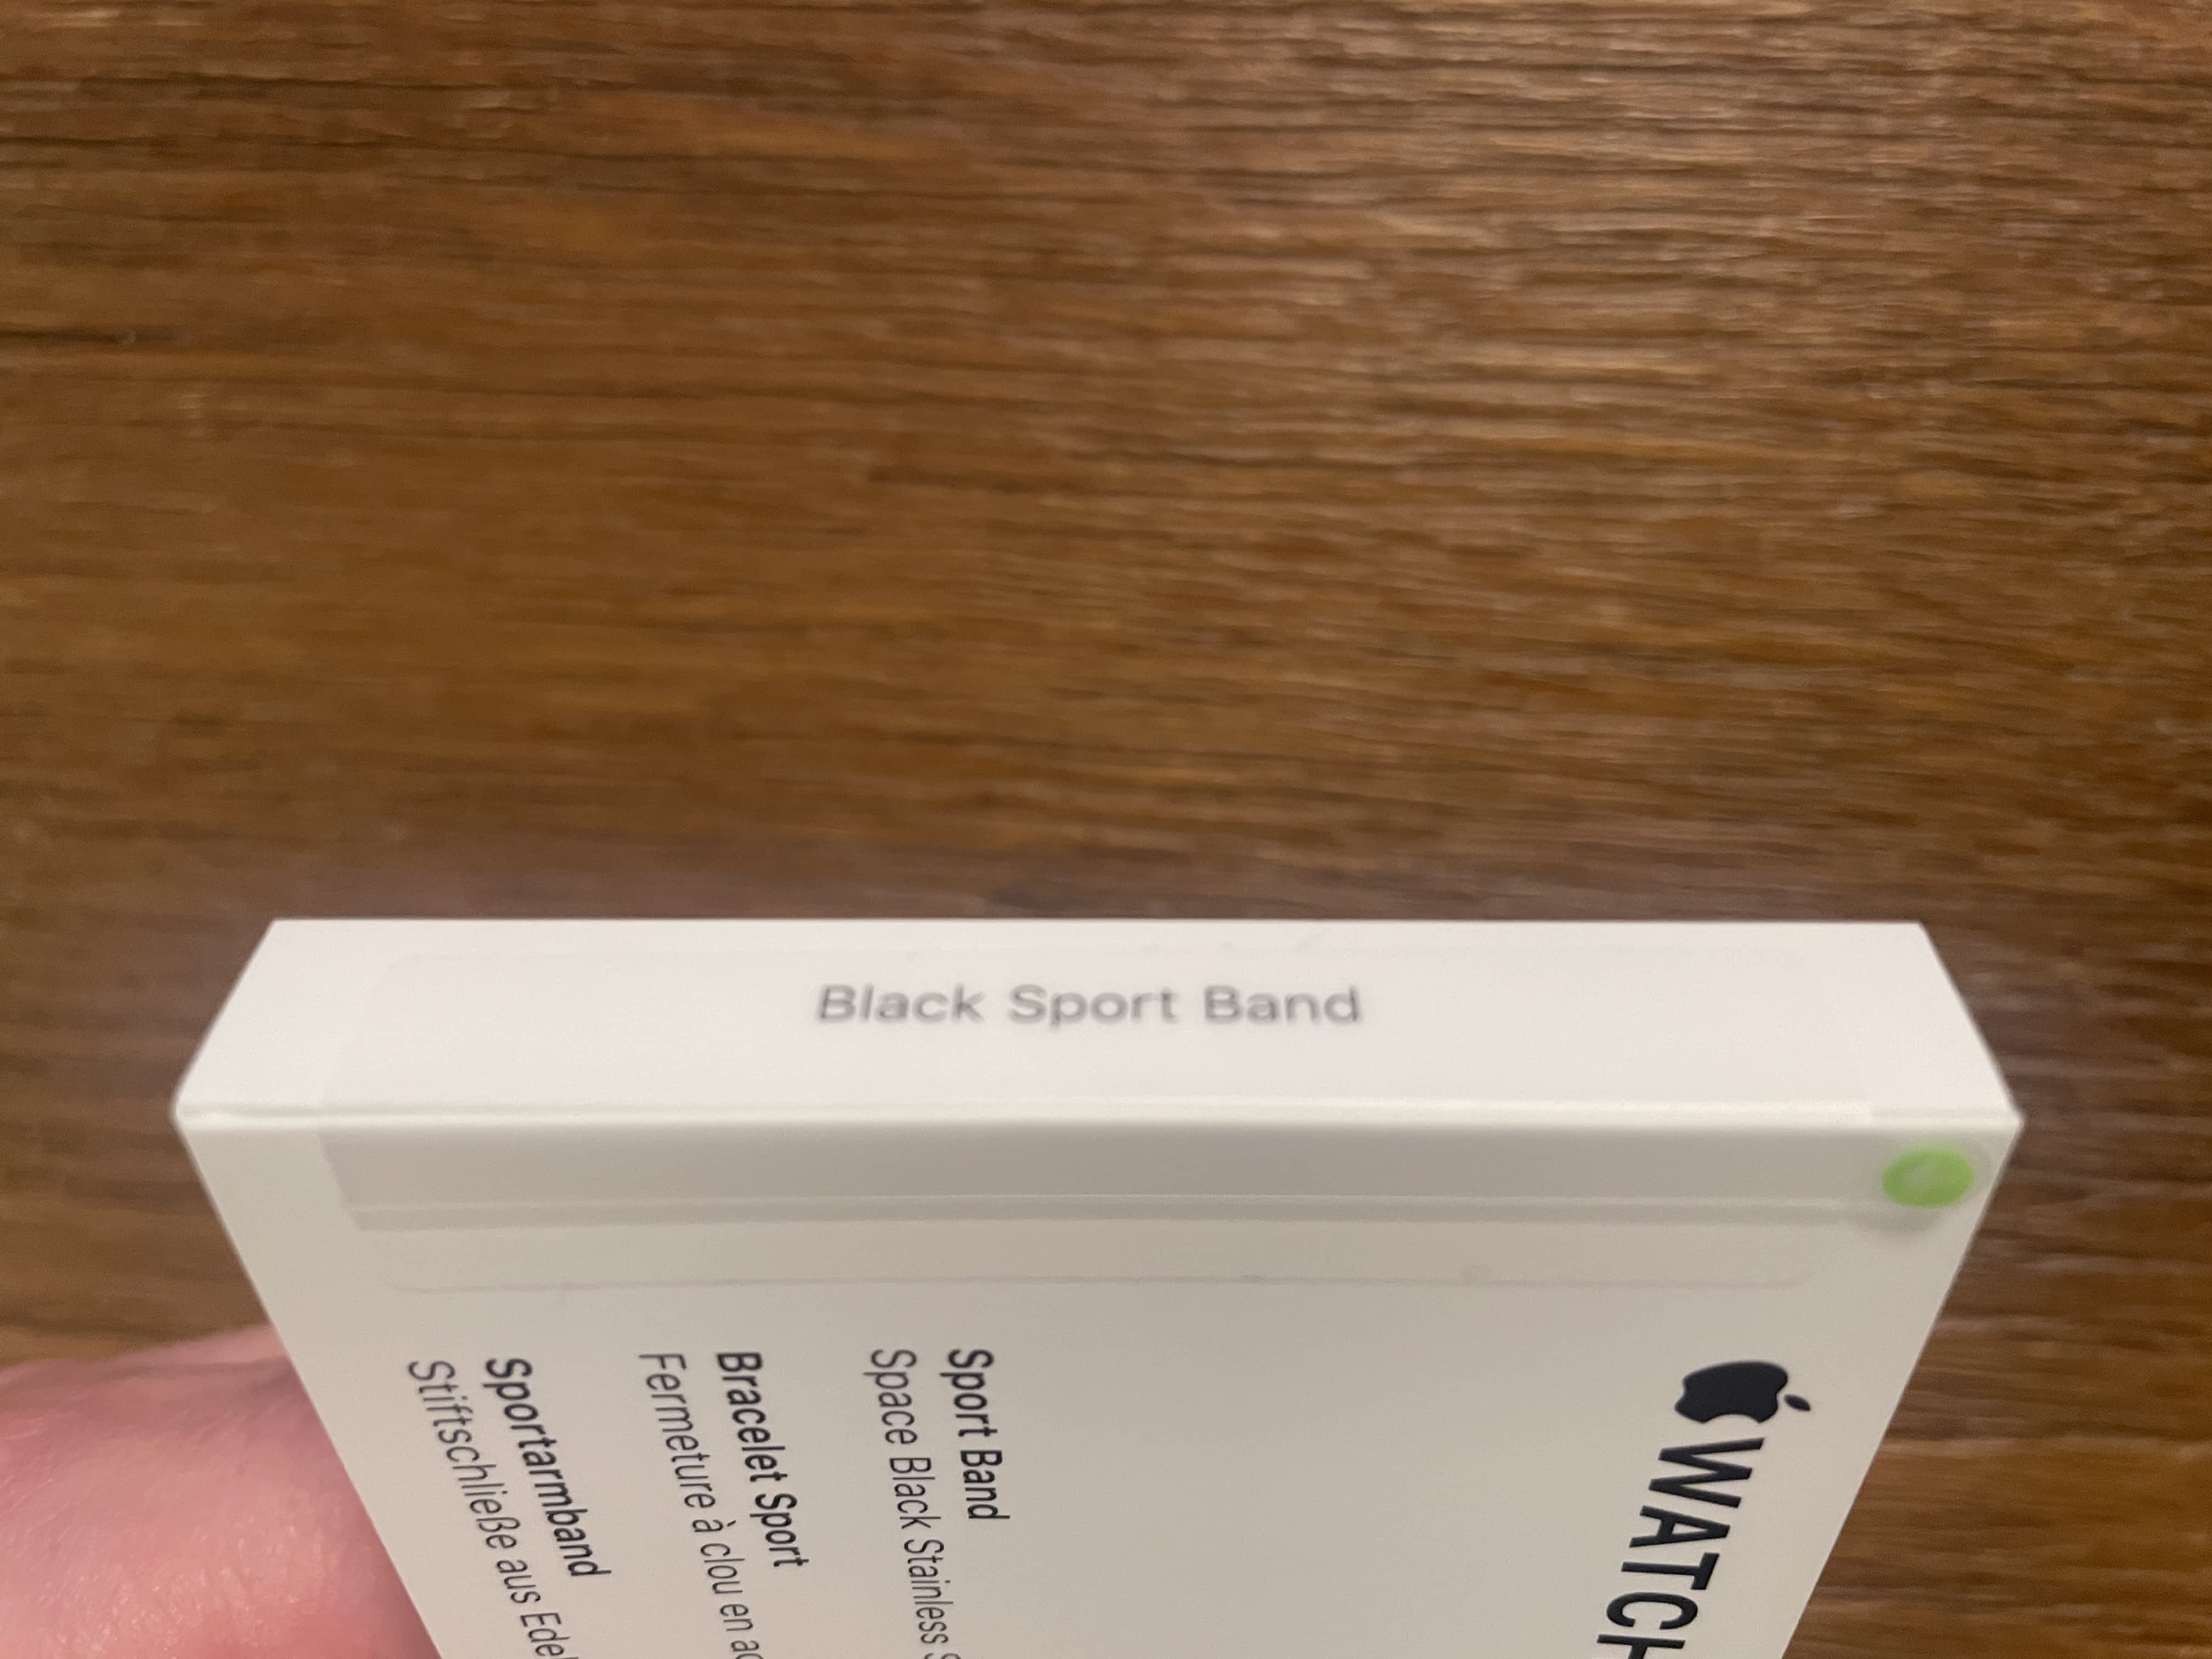 Black Sport Band
WATCH
Sport Band
Space Black Stainless
Bracelet Sport
Fermeture à clou en
Sportarmband
Stiftschließe aus